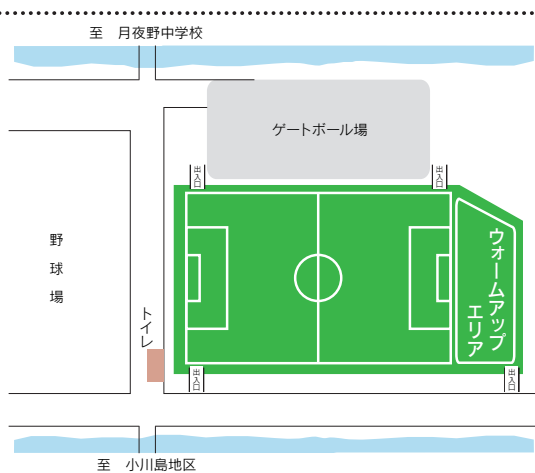 至 月夜野中学校
ゲートボール場
出入口
出入口
野球場
トイレ
ウォームアップ
エリア
出入口
出入口
至 小川島地区